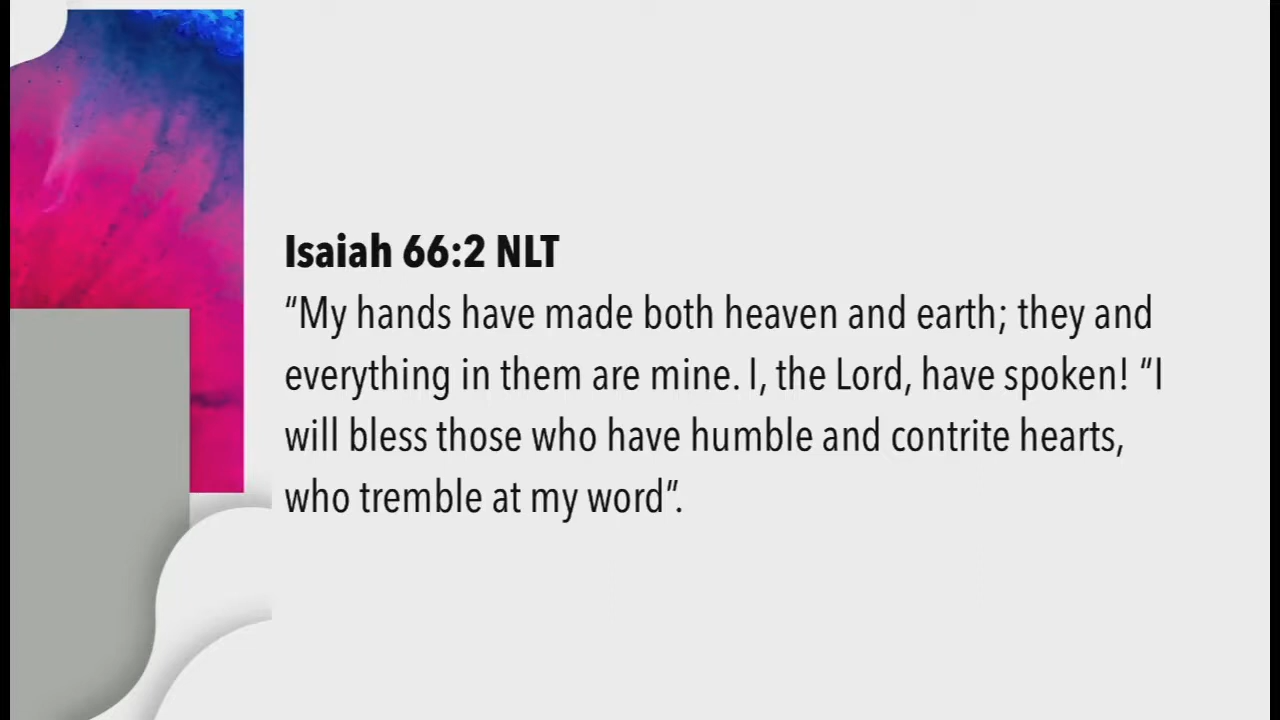 Isaiah 66:2 NLT
“My hands have made both heaven and earth; they and
everything in them are mine. I, the Lord, have spoken! “I
will bless those who have humble and contrite hearts,
who tremble at my word”.